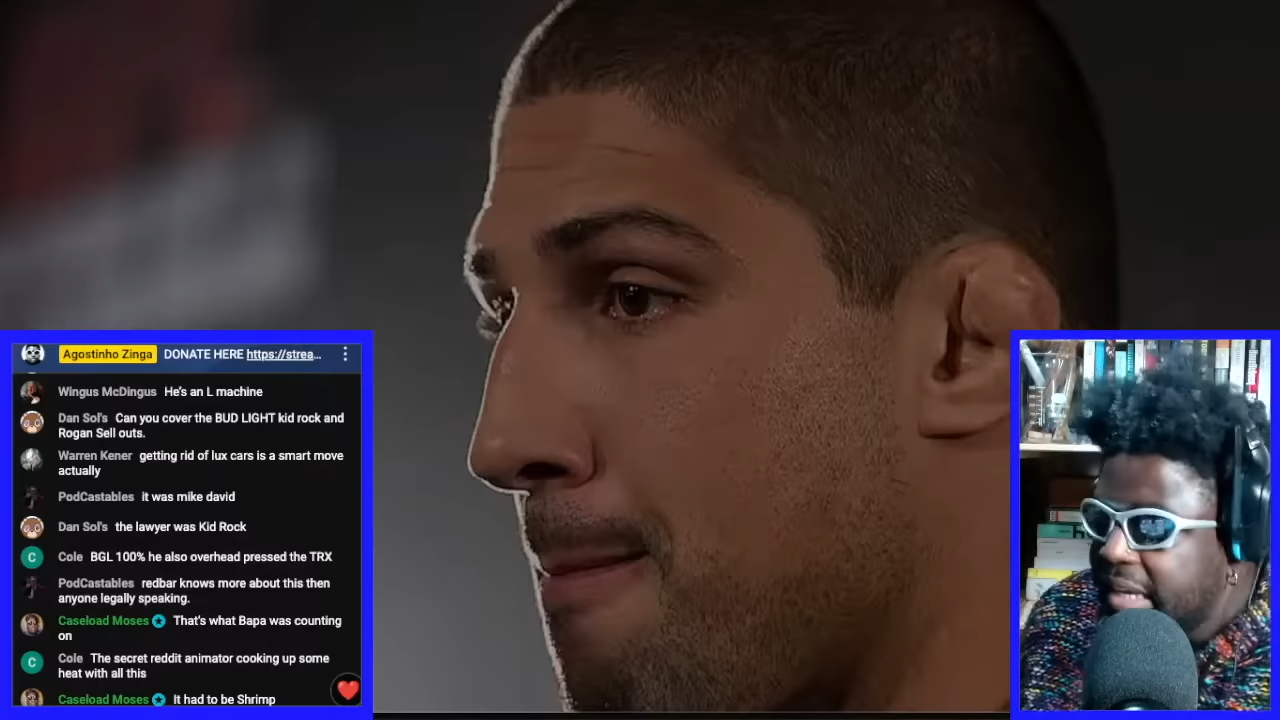 Agostinho Zinga DONATE HERE https://strea...
Wingus McDingus He's an L machine
Dan Sol's Can you cover the BUD LIGHT kid rock and
Rogan Sell outs.
Warren Kener getting rid of lux cars is a smart move
actually
PodCastables it was mike david
Dan Sol's the lawyer was Kid Rock
C Cole BGL 100% he also overhead pressed the TRX
PodCastables redbar knows more about this then
anyone legally speaking.
Caseload Moses That's what Bapa was counting
on
C Cole The secret reddit animator cooking up some
heat with all this
Caseload Moses It had to be Shrimp